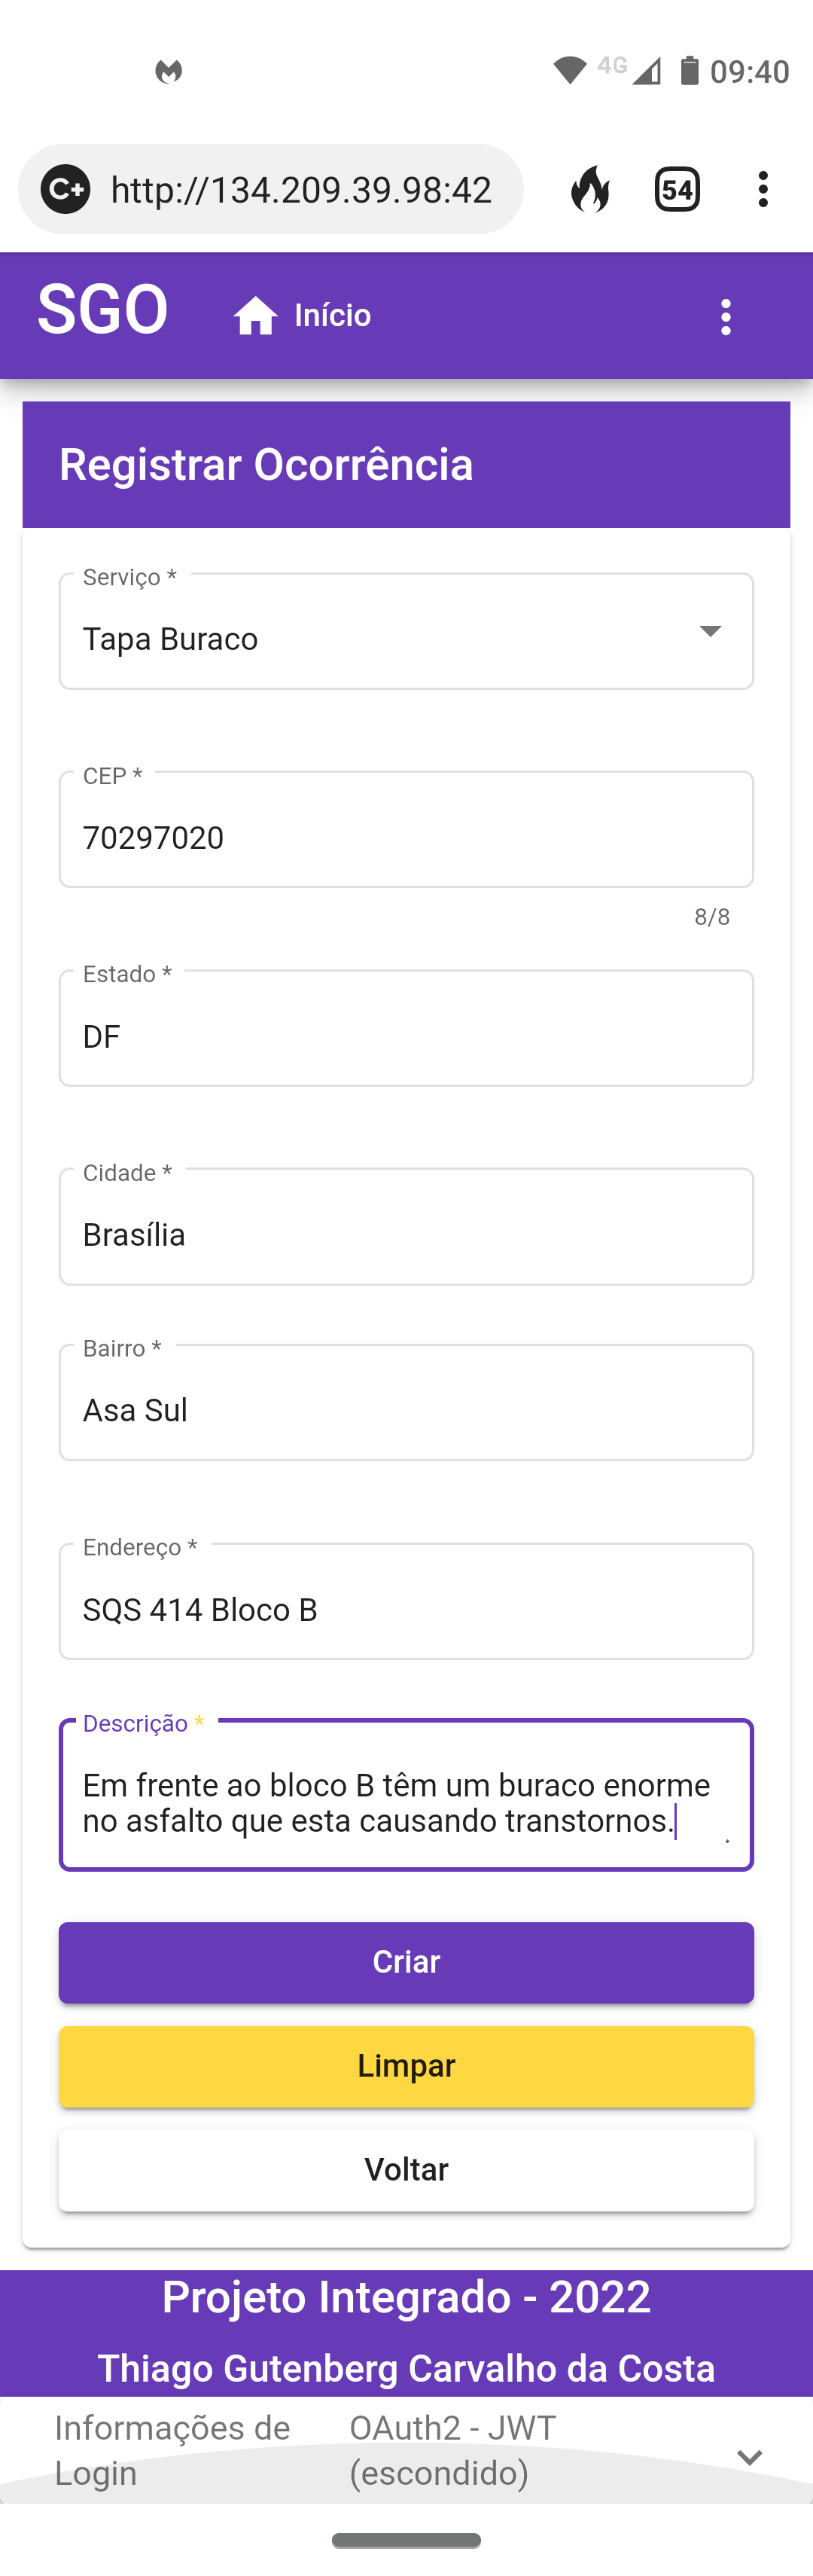 4G 09:40
C+ http://134.209.39.98:42 54
SGO Início
Registrar Ocorrência
Serviço *
Tapa Buraco
CEP *
70297020
8/8
Estado *
DF
Cidade *
Brasília
Bairro *
Asa Sul
Endereço *
SQS 414 Bloco B
Descrição *
Em frente ao bloco B têm um buraco enorme
no asfalto que esta causando transtornos.
Criar
Limpar
Voltar
Projeto Integrado - 2022
Thiago Gutenberg Carvalho da Costa
Informações de
Login
OAuth2 - JWT
(escondido)